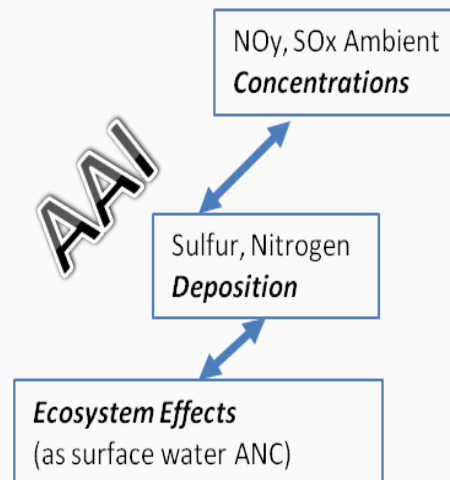 NOy, SOx Ambient
Concentrations
AAI
Sulfur, Nitrogen
Deposition
Ecosystem Effects
(as surface water ANC)